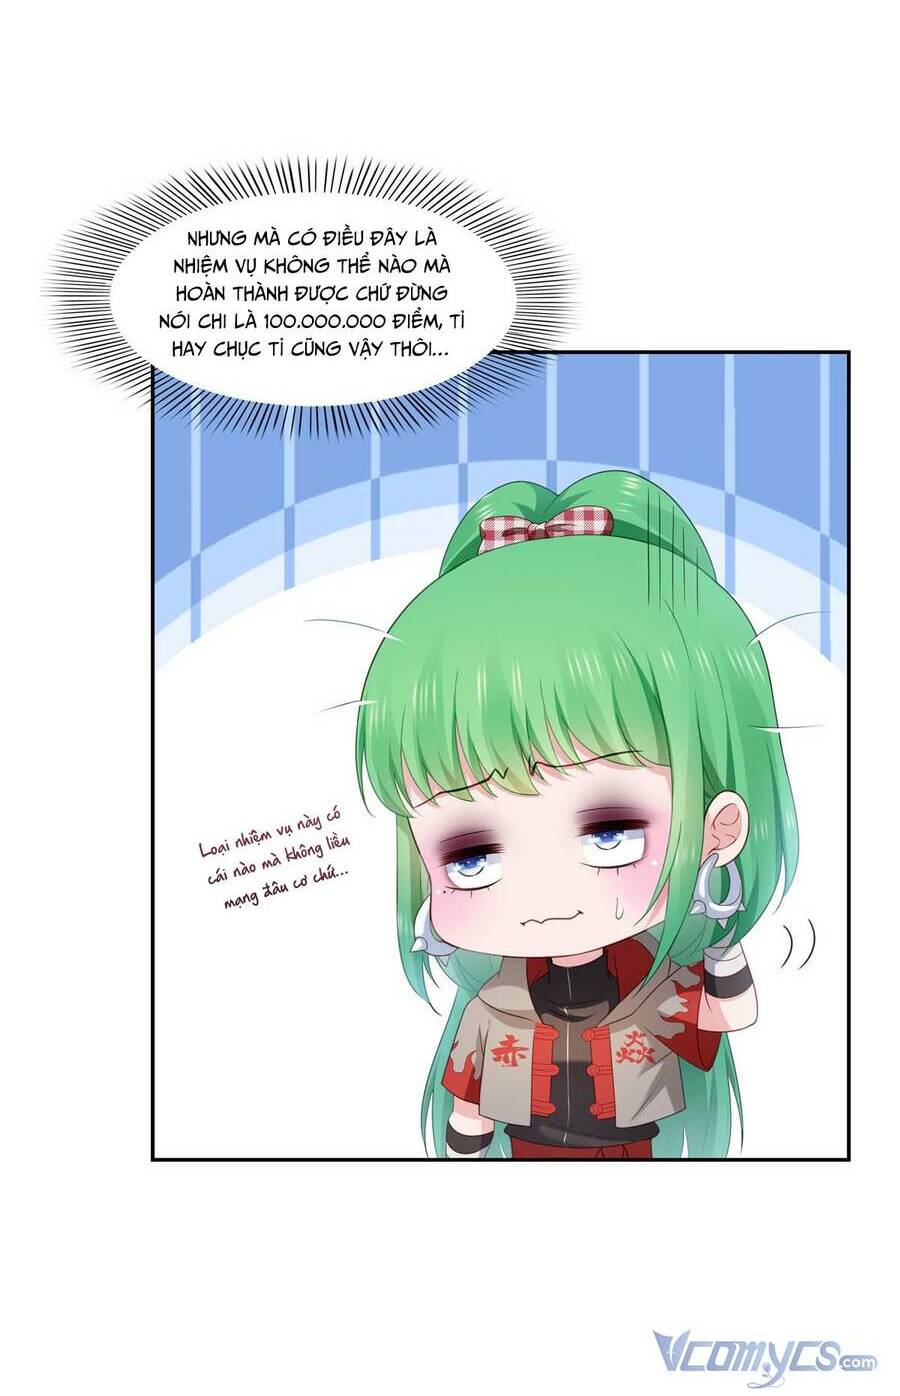 NHƯNG MÀ CÓ ĐIỀU ĐÂY LÀ
NHIỆM VỤ KHÔNG THỂ NÀO MÀ
HOÀN THÀNH ĐƯỢC CHỨ ĐỪNG
NÓI CHI LÀ 100.000.000 ĐIỂM, TỈ
HAY CHỤC TỈ CŨNG VẬY THÔI...
Loại nhiệm vụ này có
cái nào mà không liều
mạng đâu cơ chứ...
赤 焱
VCOMYCS.com